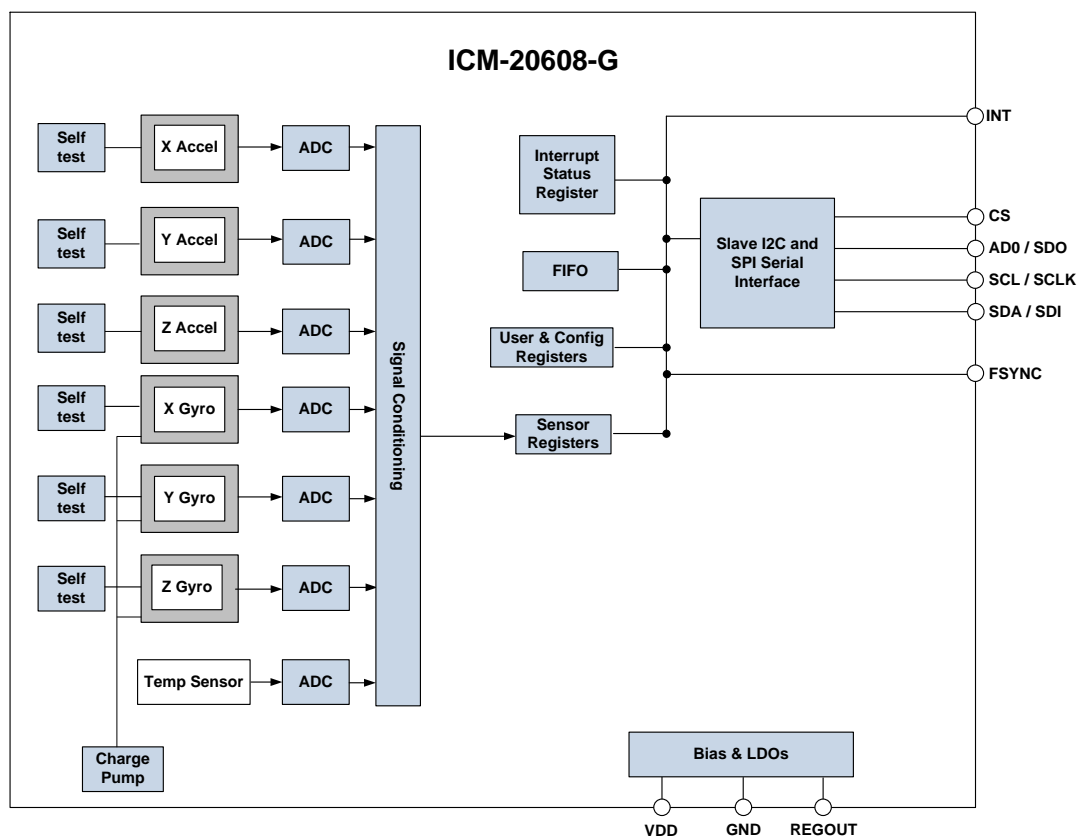 ICM-20608-G
Self
test
X Accel
ADC
Self
test
Y Accel
ADC
Self
test
Z Accel
ADC
Self
test
X Gyro
ADC
Self
test
Y Gyro
ADC
Self
test
Z Gyro
ADC
Temp Sensor
ADC
Charge
Pump
Signal Conditioning
Interrupt
Status
Register
FIFO
User & Config
Registers
Sensor
Registers
Slave I2C and
SPI Serial
Interface
INT
CS
AD0 / SDO
SCL / SCLK
SDA / SDI
FSYNC
Bias & LDOs
VDD
GND
REGOUT